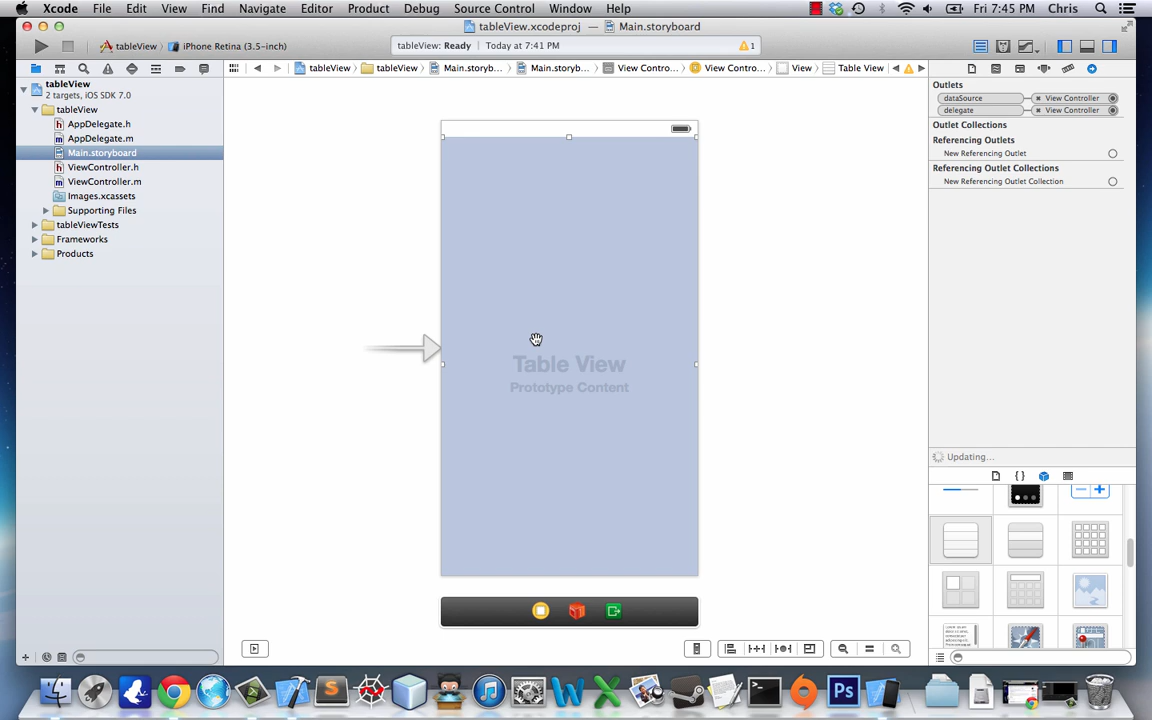 Xcode File Edit View Find Navigate Editor Product Debug Source Control Window Help Fri 7:45 PM Chris
tableView.xcodeproj — Main.storyboard
tableView iPhone Retina (3.5-inch) tableView: Ready Today at 7:41 PM 1
tableView tableView Main.storyb... Main.storyb... View Contro... View Contro... View Table View
tableView
2 targets, iOS SDK 7.0
tableView
AppDelegate.h
AppDelegate.m
Main.storyboard
ViewController.h
ViewController.m
Images.xcassets
Supporting Files
tableViewTests
Frameworks
Products
Table View
Prototype Content
Outlets
dataSource View Controller
delegate View Controller
Outlet Collections
Referencing Outlets
New Referencing Outlet
Referencing Outlet Collections
New Referencing Outlet Collection
Updating...